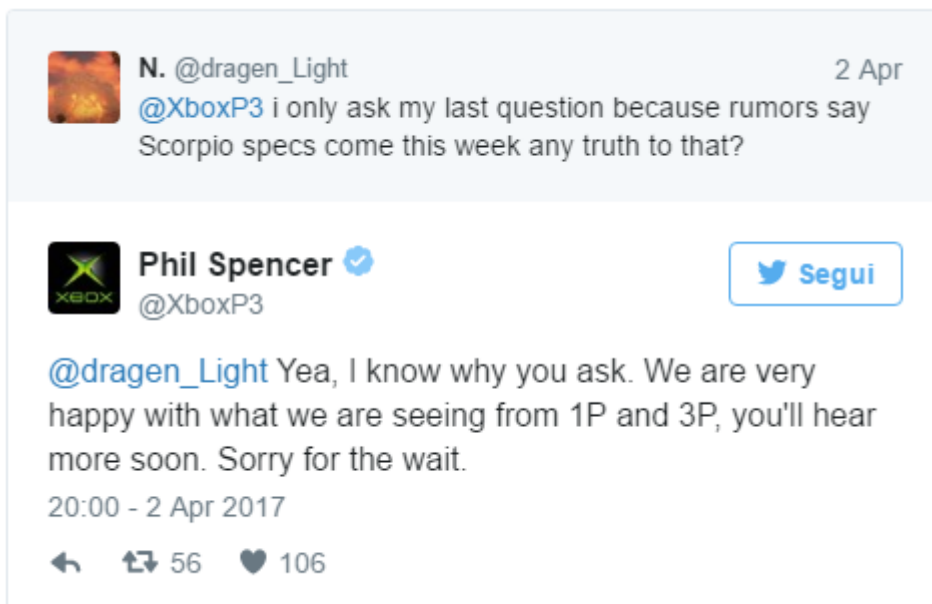 N. @dragen_Light 2 Apr
@XboxP3 i only ask my last question because rumors say
Scorpio specs come this week any truth to that?
XBOX
Phil Spencer
@XboxP3
Segui
@dragen_Light Yea, I know why you ask. We are very
happy with what we are seeing from 1P and 3P, you'll hear
more soon. Sorry for the wait.
20:00 - 2 Apr 2017
56 106